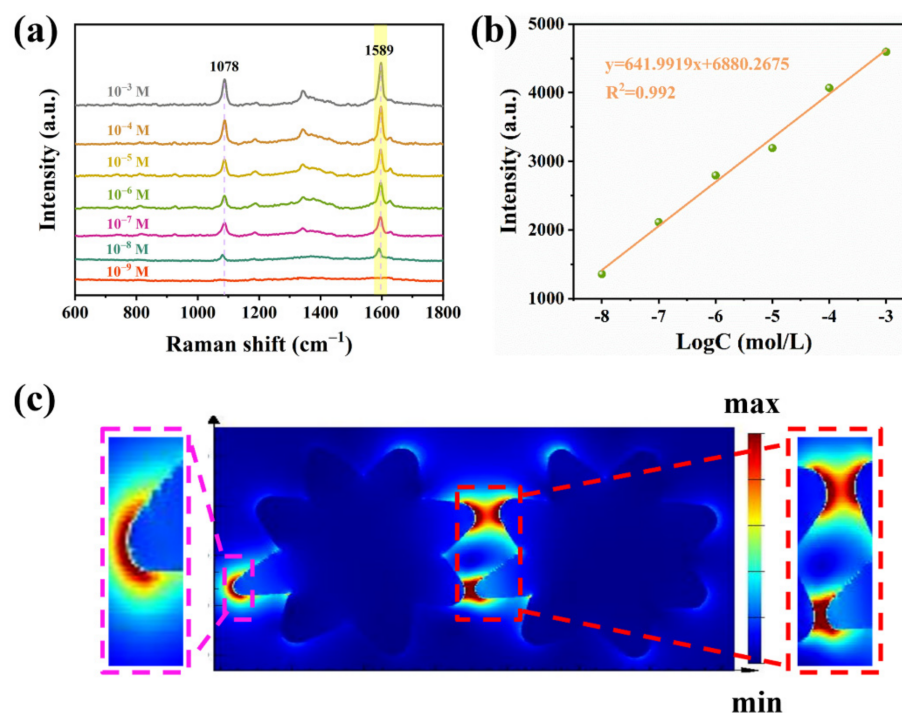 (a)
1078
1589
10⁻³ M
10⁻⁴ M
10⁻⁵ M
10⁻⁶ M
10⁻⁷ M
10⁻⁸ M
10⁻⁹ M
Intensity (a.u.)
600 800 1000 1200 1400 1600 1800
Raman shift (cm⁻¹)
(b)
y=641.9919x+6880.2675
R²=0.992
Intensity (a.u.)
5000
4000
3000
2000
1000
-8 -7 -6 -5 -4 -3
LogC (mol/L)
(c)
max
min